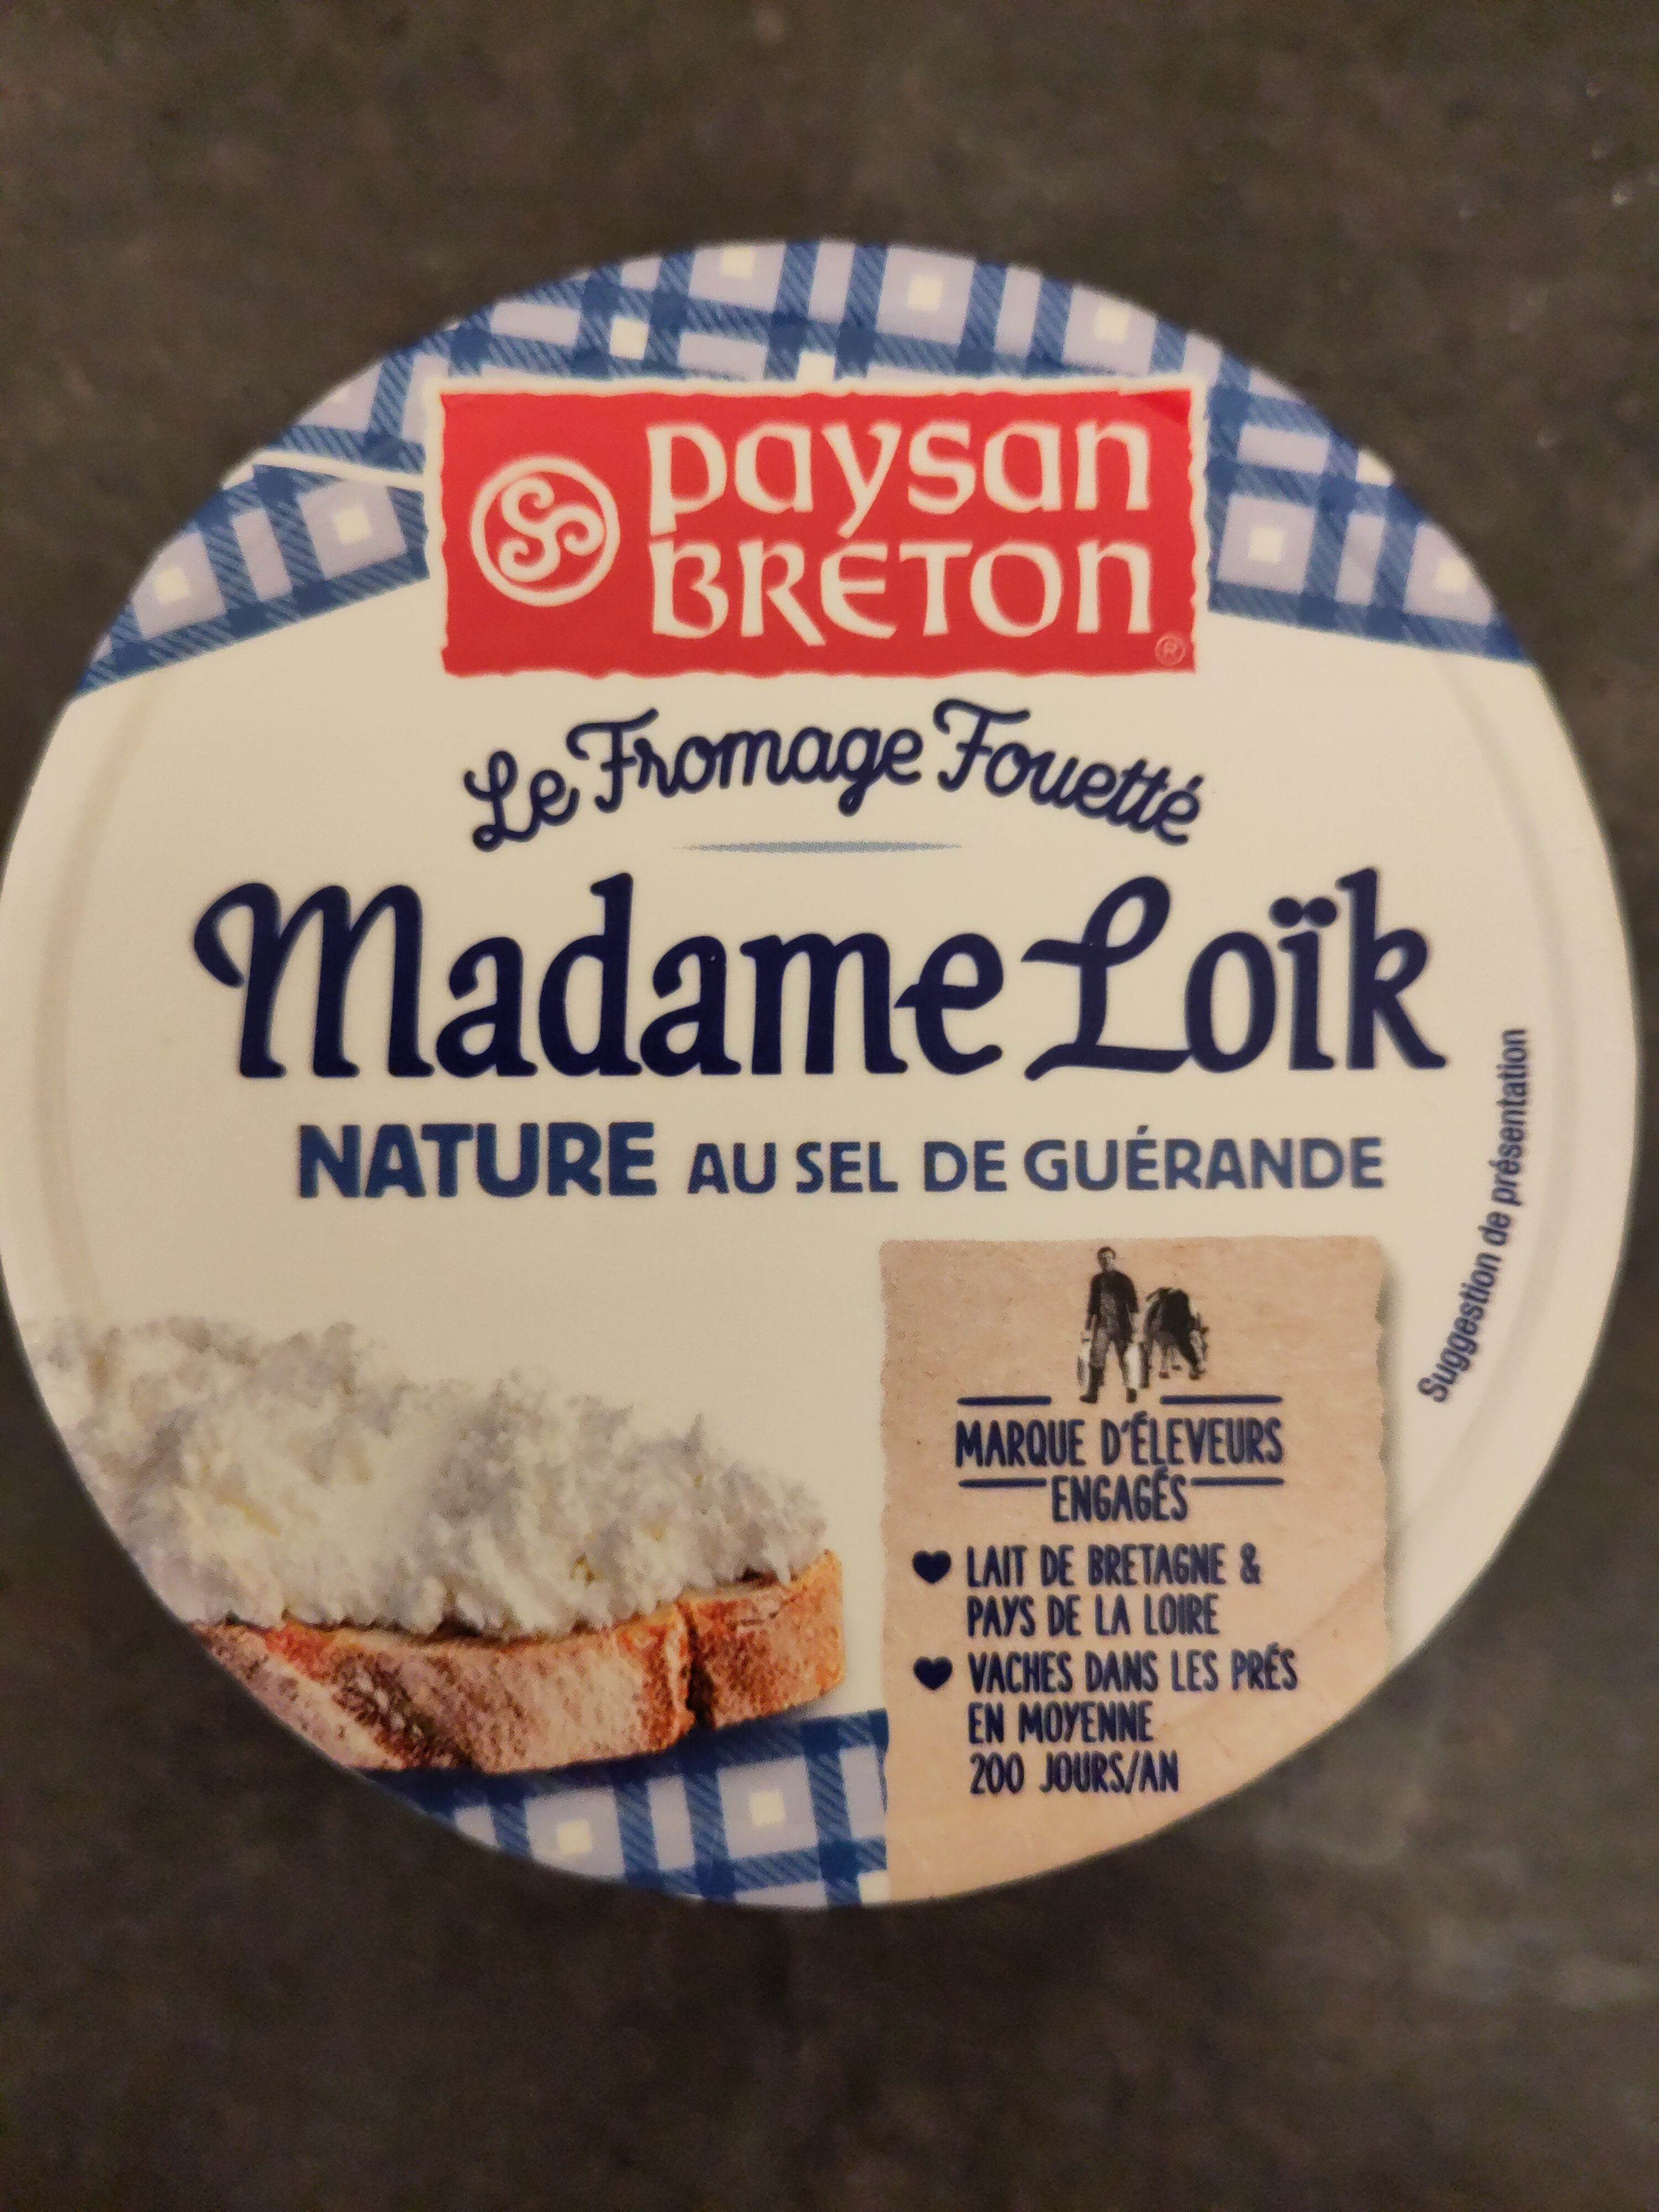 paysan
BRETON
®
Le Fromage Fouetté
Madame Loïk
NATURE AU SEL DE GUÉRANDE
Suggestion de présentation
MARQUE D'ÉLEVEURS
ENGAGÉS
LAIT DE BRETAGNE &
PAYS DE LA LOIRE
VACHES DANS LES PRÉS
EN MOYENNE
200 JOURS/AN